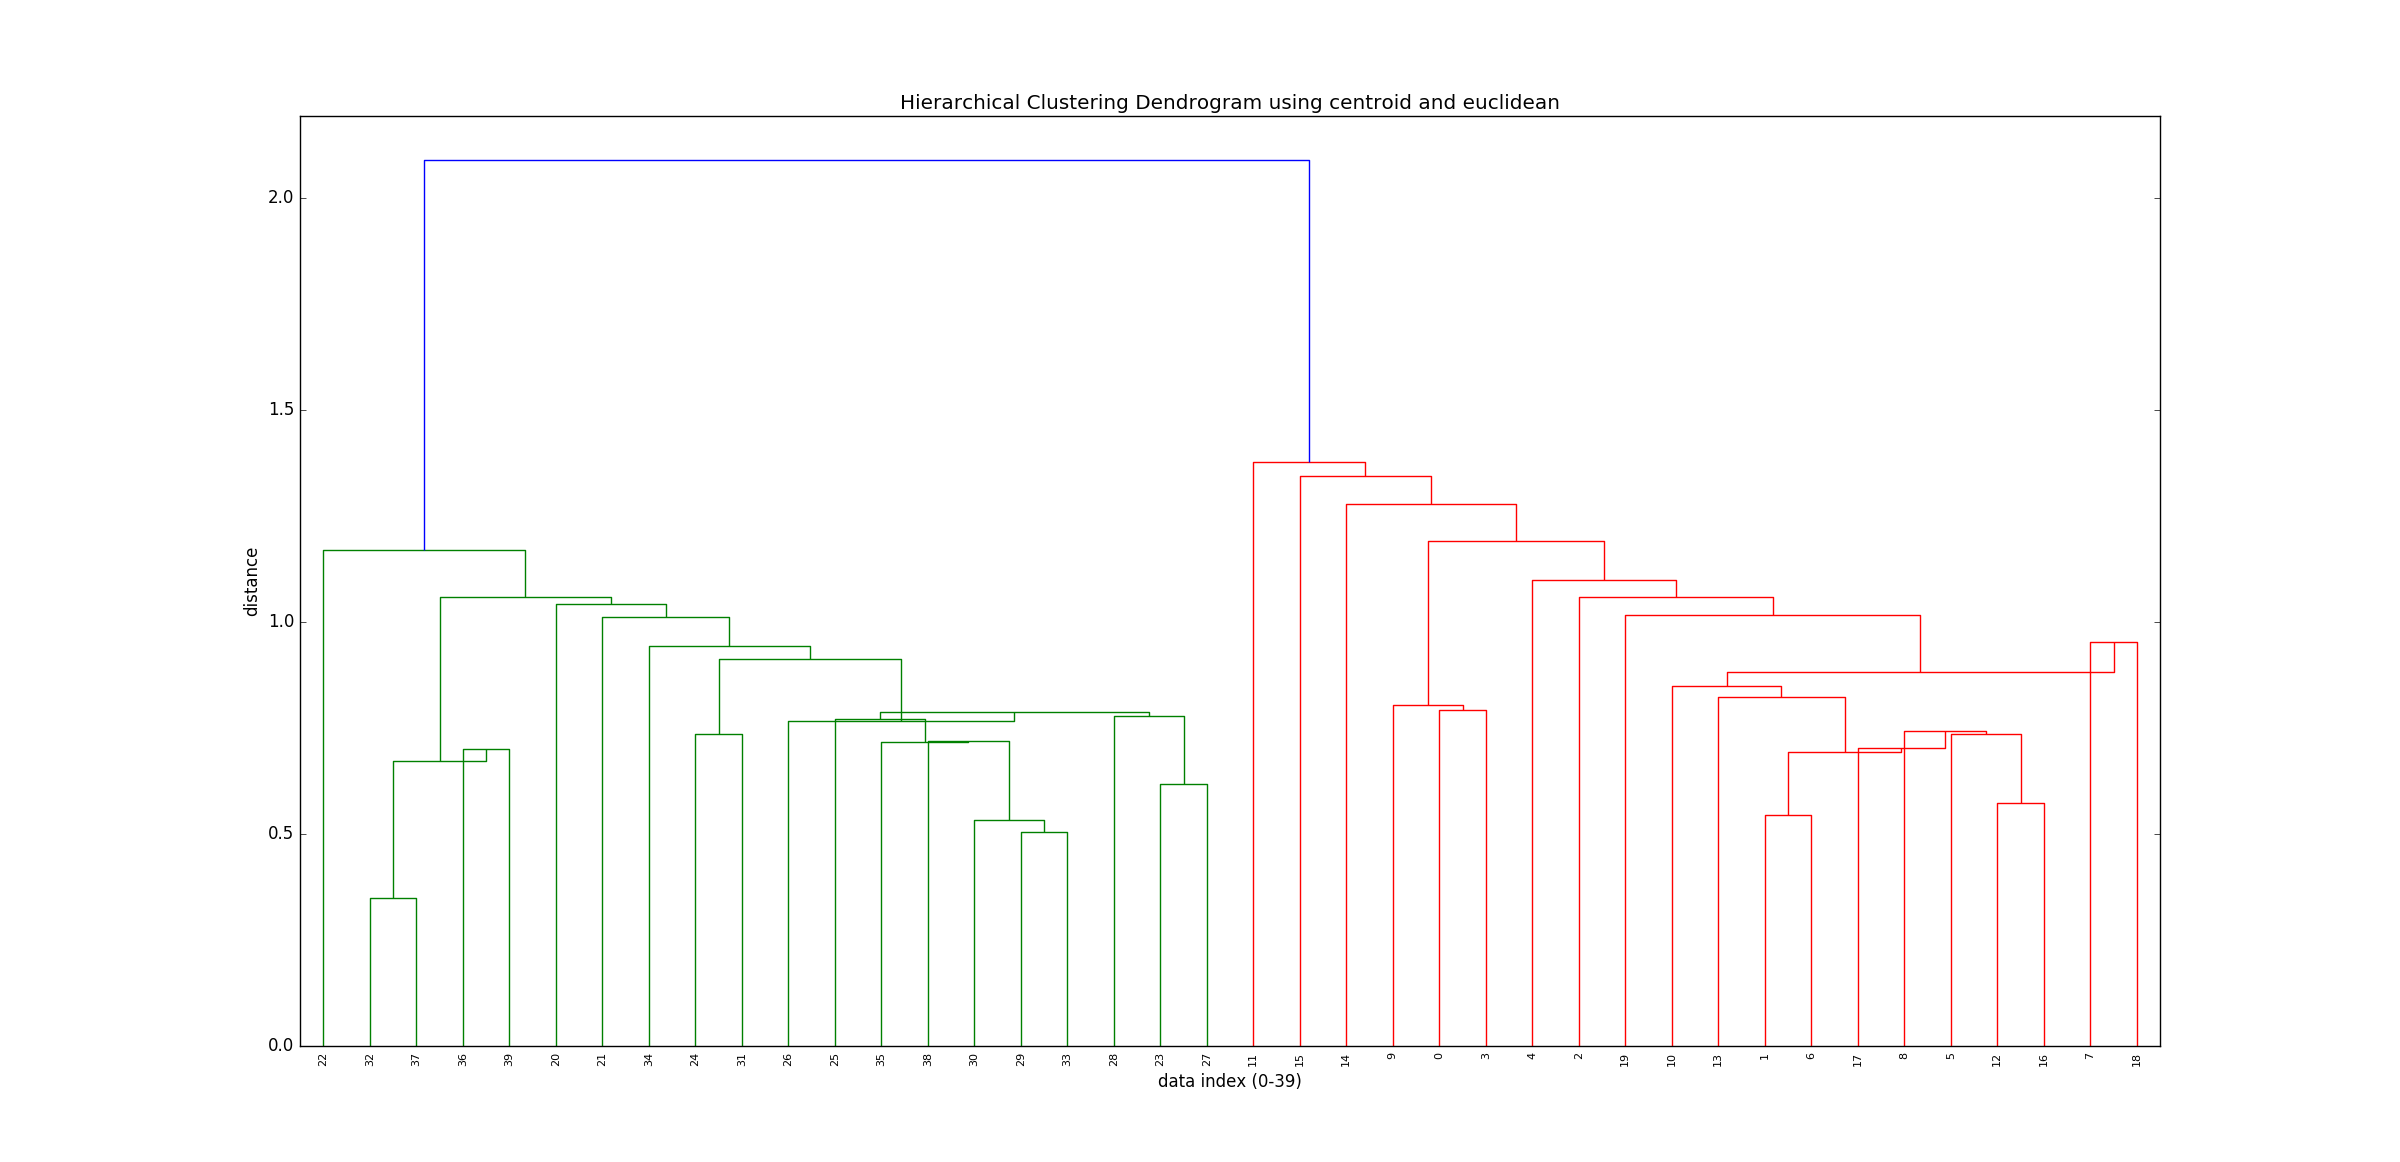 Hierarchical Clustering Dendrogram using centroid and euclidean
2.0
1.5
1.0
0.5
0.0
distance
22 32 37 36 39 20 21 34 24 31 26 25 35 38 30 29 33 28 23 27 11 15 14 9 0 3 4 2 19 10 13 1 6 17 8 5 12 16 7 18
data index (0-39)